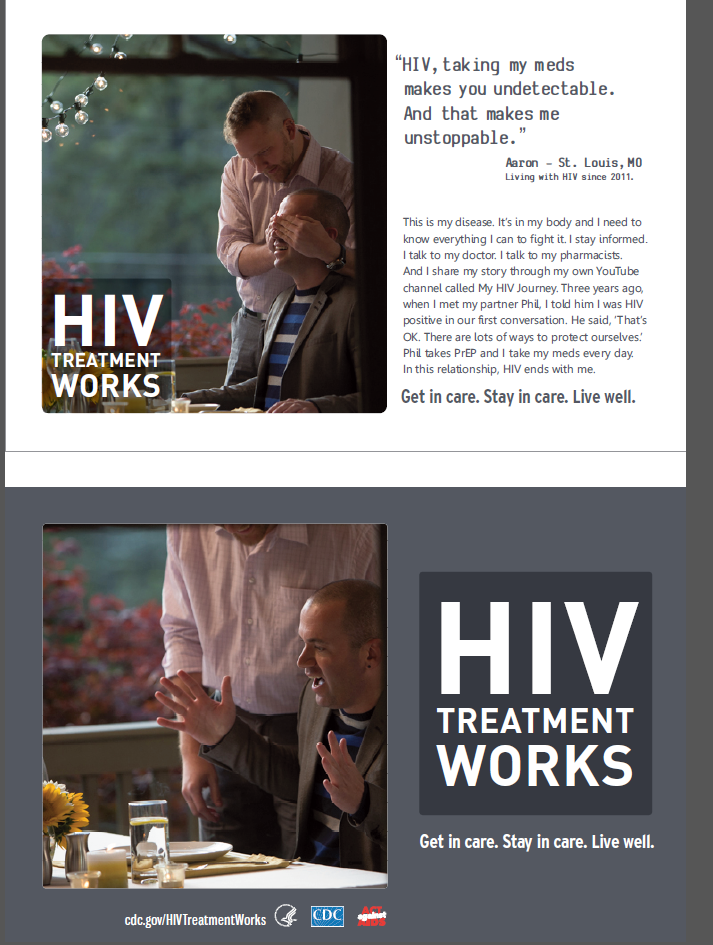 HIV
TREATMENT
WORKS
“HIV, taking my meds
makes you undetectable.
And that makes me
unstoppable.”
Aaron – St. Louis, MO
Living with HIV since 2011.
This is my disease. It’s in my body and I need to
know everything I can to fight it. I stay informed.
I talk to my doctor. I talk to my pharmacists.
And I share my story through my own YouTube
channel called My HIV Journey. Three years ago,
when I met my partner Phil, I told him I was HIV
positive in our first conversation. He said, ‘That’s
OK. There are lots of ways to protect ourselves.’
Phil takes PrEP and I take my meds every day.
In this relationship, HIV ends with me.
Get in care. Stay in care. Live well.
HIV
TREATMENT
WORKS
Get in care. Stay in care. Live well.
cdc.gov/HIVTreatmentWorks
CDC
ACT
against
AIDS